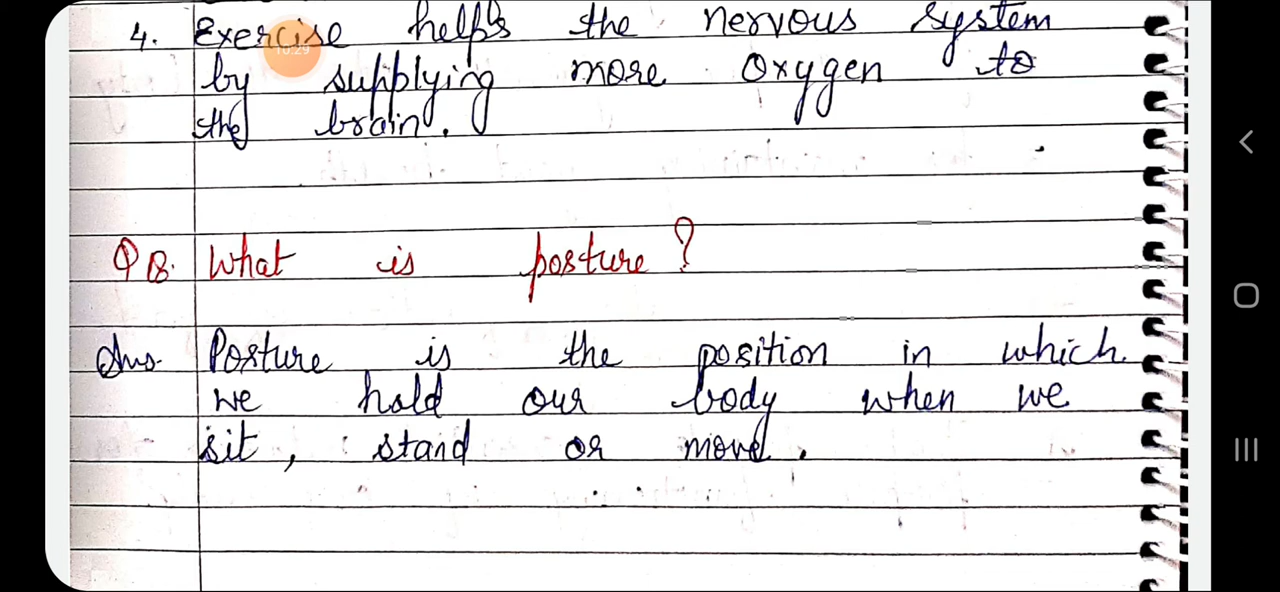 4. Exercise helps the nervous system
by supplying more oxygen to
the brain.
Q8. What is posture?
Ans. Posture is the position in which
we hold our body when we
sit, stand or move.